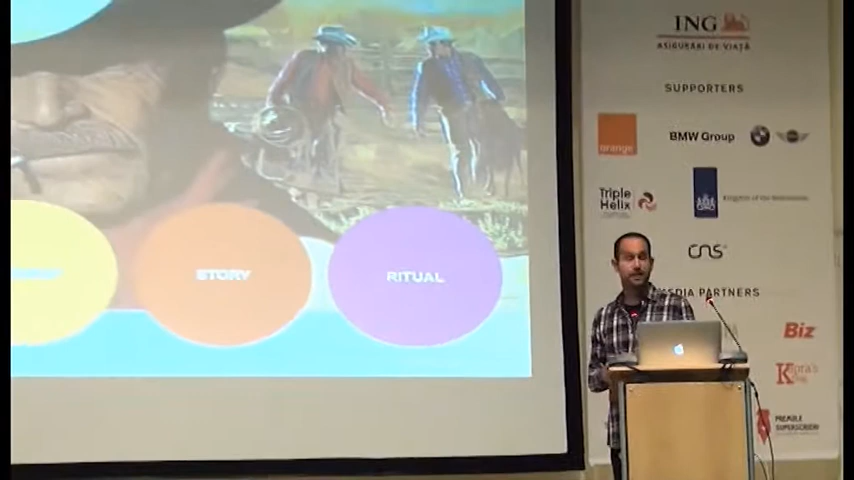 STORY
RITUAL
ING
ASIGURĂRI DE VIAȚĂ
SUPPORTERS
orange
BMW Group
Triple
Helix
Kingdom of the Netherlands
cns
MEDIA PARTNERS
Biz